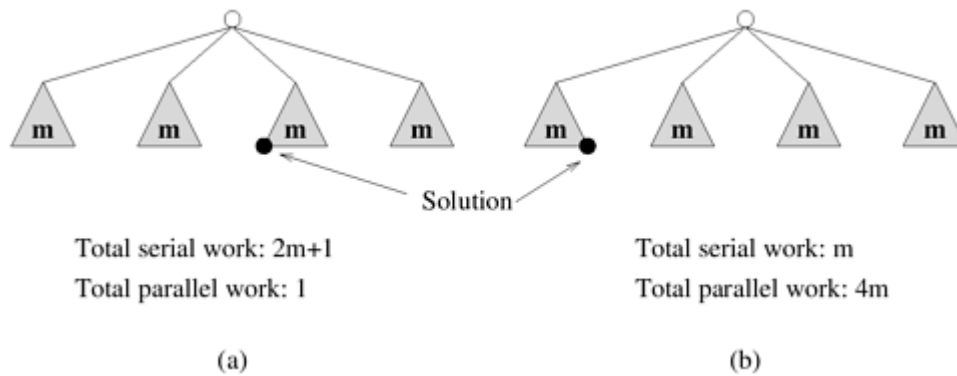 m m m m m m m m
Solution
Total serial work: 2m+1 Total serial work: m
Total parallel work: 1 Total parallel work: 4m
(a) (b)